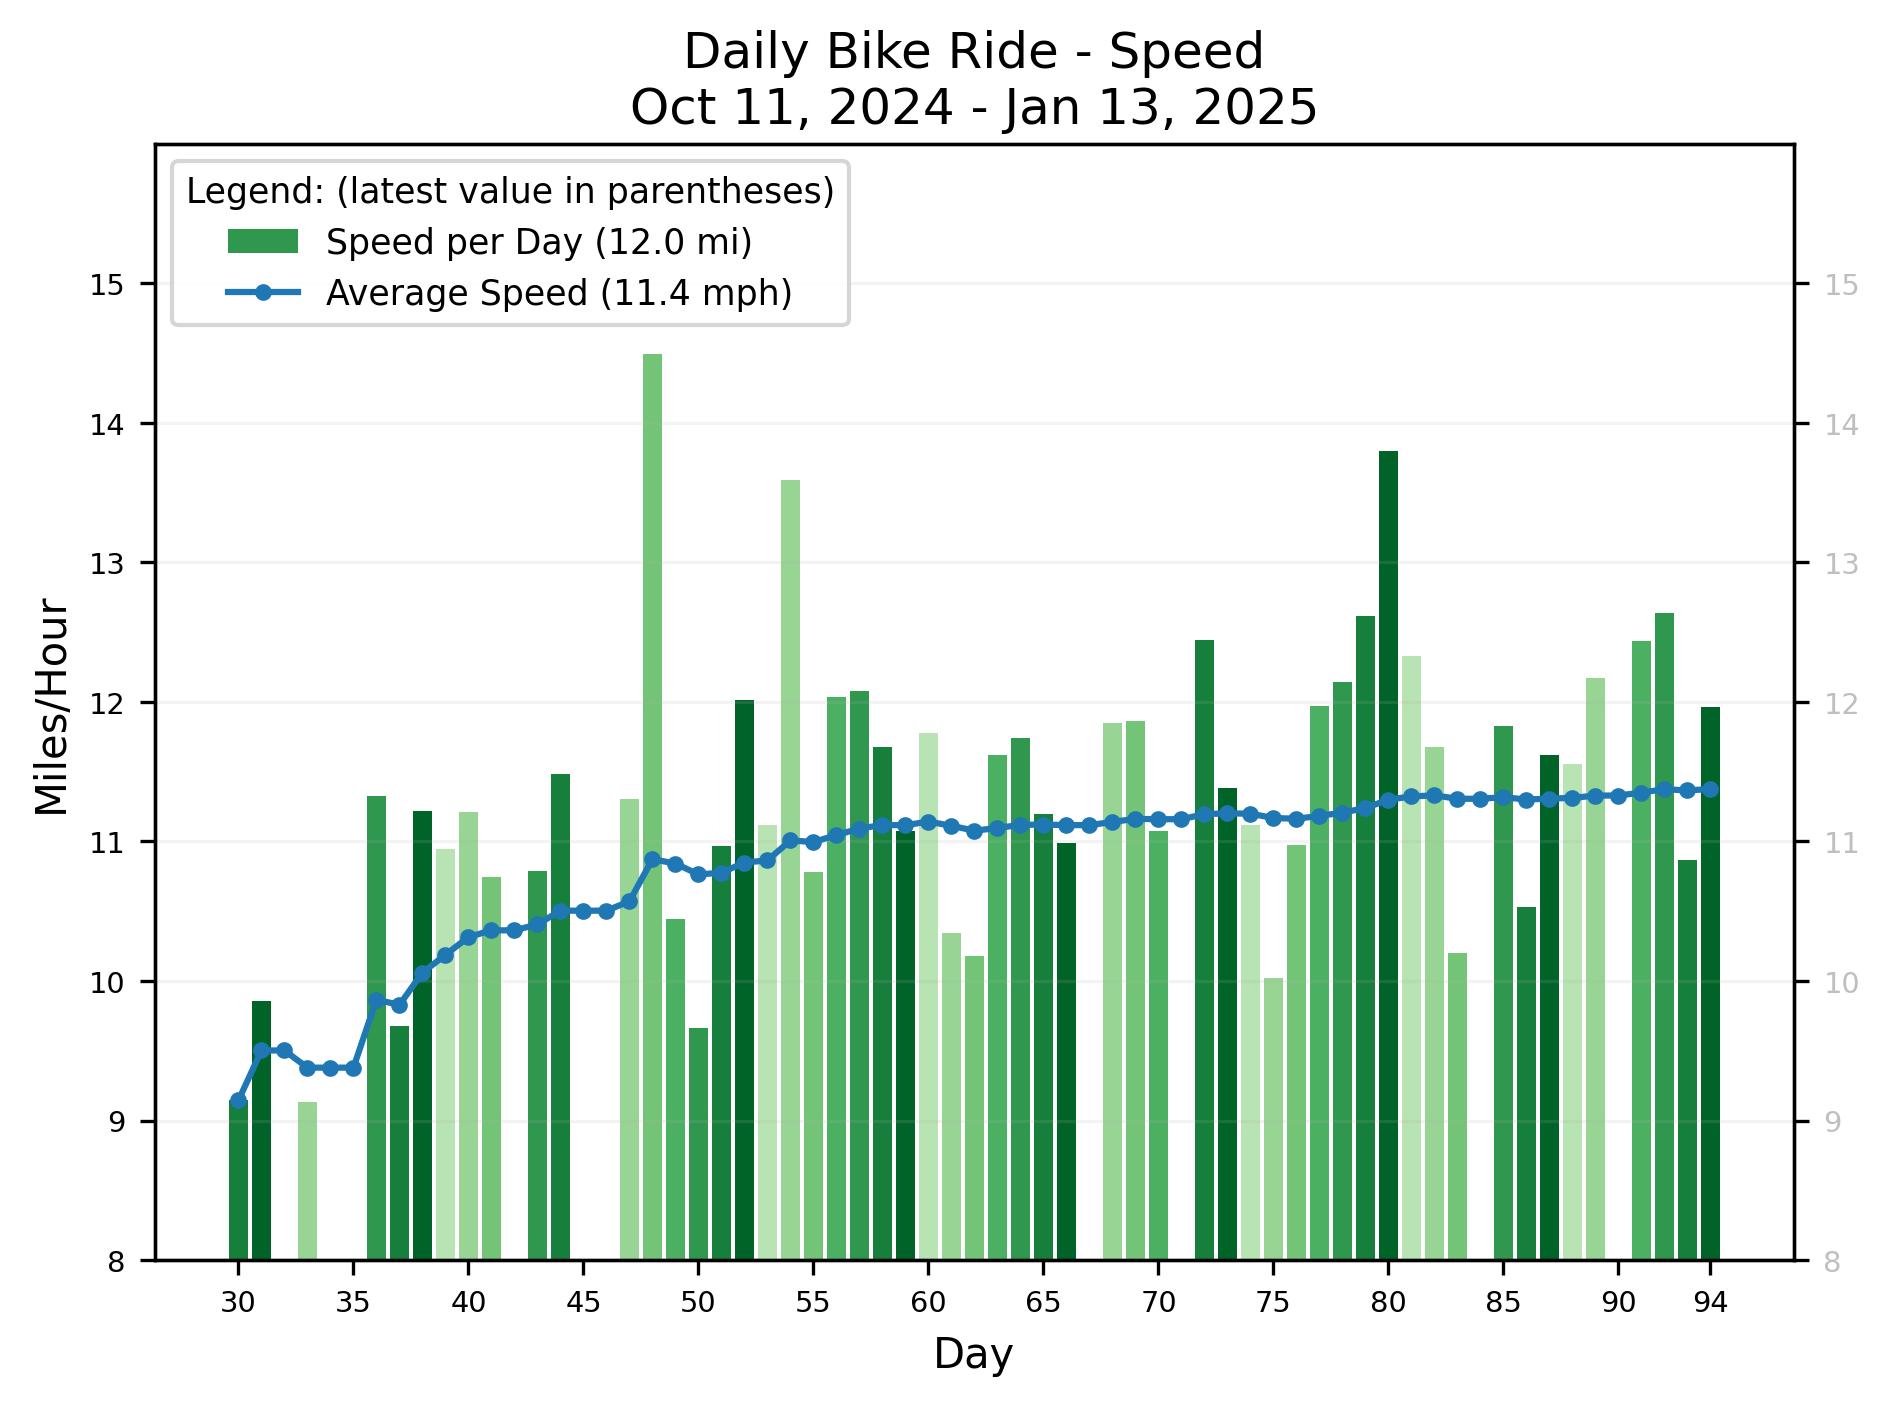 Daily Bike Ride - Speed
Oct 11, 2024 - Jan 13, 2025
Legend: (latest value in parentheses)
Speed per Day (12.0 mi)
Average Speed (11.4 mph)
Miles/Hour
15
14
13
12
11
10
9
8
15
14
13
12
11
10
9
8
30 35 40 45 50 55 60 65 70 75 80 85 90 94
Day